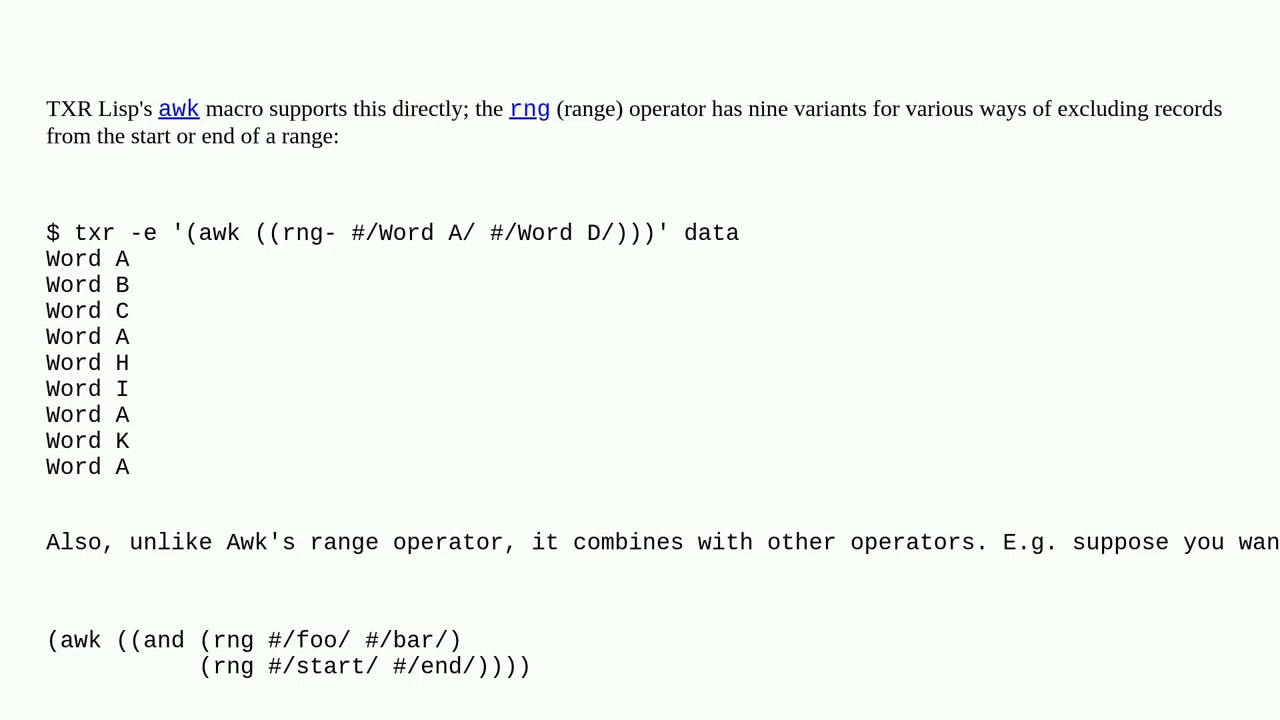 TXR Lisp's awk macro supports this directly; the rng (range) operator has nine variants for various ways of excluding records
from the start or end of a range:
$ txr -e '(awk ((rng- #/Word A/ #/Word D/)))' data
Word A
Word B
Word C
Word A
Word H
Word I
Word A
Word K
Word A
Also, unlike Awk's range operator, it combines with other operators. E.g. suppose you wan
(awk ((and (rng #/foo/ #/bar/)
(rng #/start/ #/end/))))